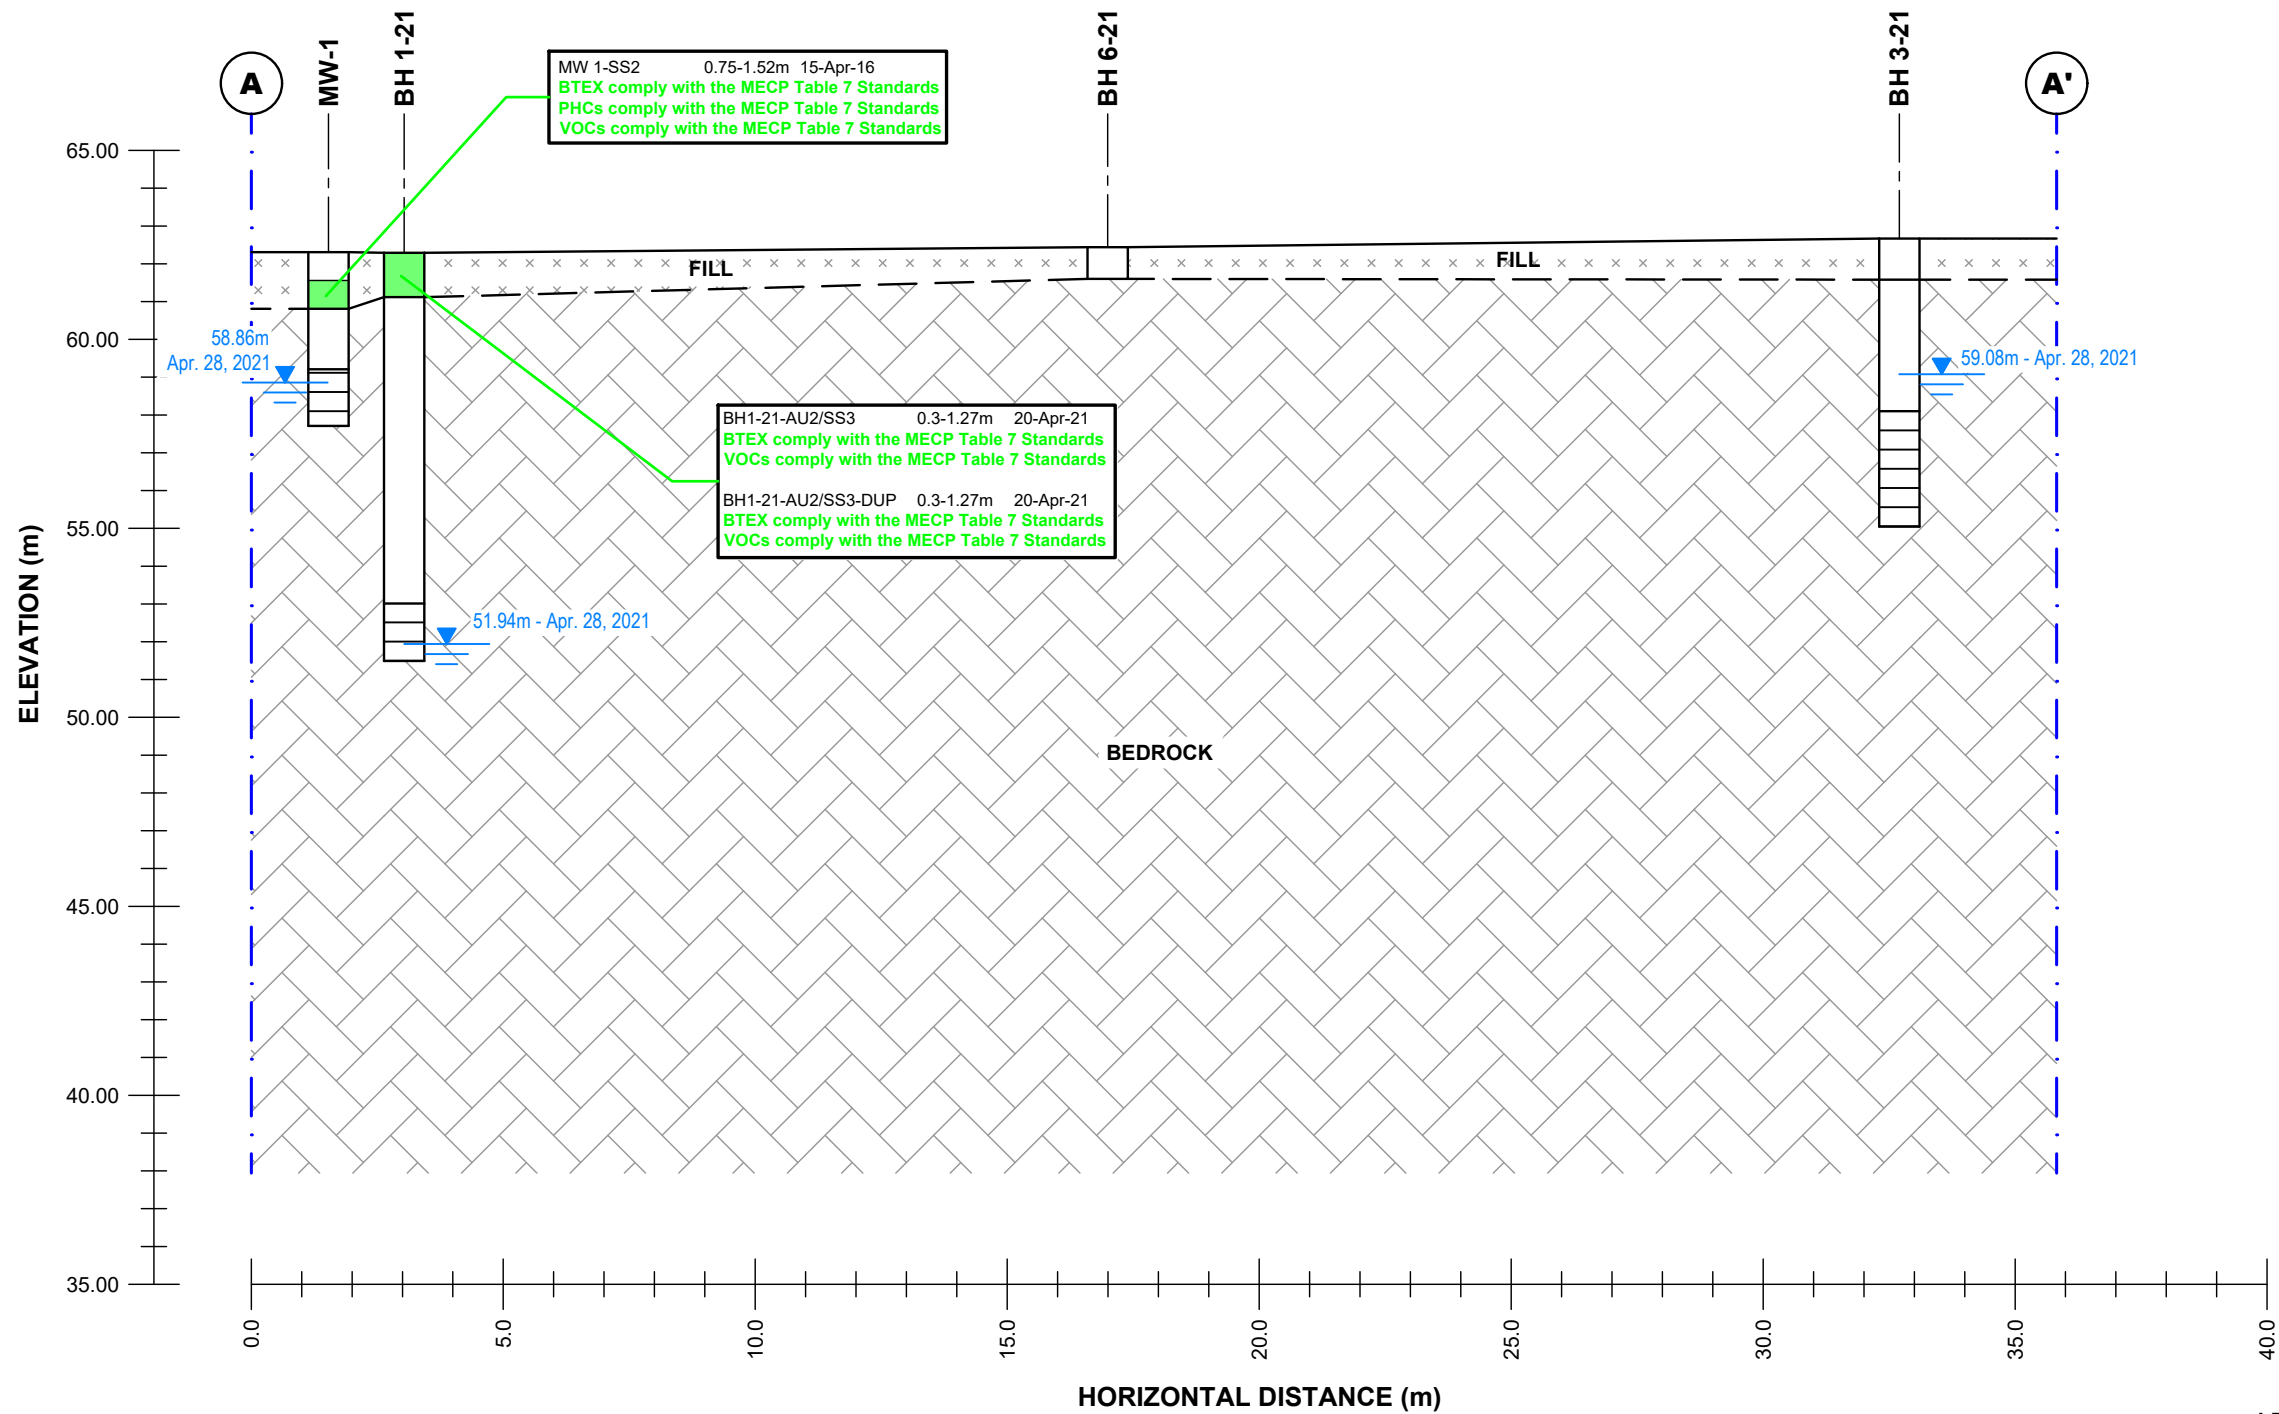 A
MW-1
BH 1-21
BH 6-21
BH 3-21
A'
MW 1-SS2 0.75-1.52m 15-Apr-16
BTEX comply with the MECP Table 7 Standards
PHCs comply with the MECP Table 7 Standards
VOCs comply with the MECP Table 7 Standards
65.00
FILL
FILL
60.00
58.86m
Apr. 28, 2021
59.08m - Apr. 28, 2021
BH1-21-AU2/SS3 0.3-1.27m 20-Apr-21
BTEX comply with the MECP Table 7 Standards
VOCs comply with the MECP Table 7 Standards
BH1-21-AU2/SS3-DUP 0.3-1.27m 20-Apr-21
BTEX comply with the MECP Table 7 Standards
VOCs comply with the MECP Table 7 Standards
55.00
51.94m - Apr. 28, 2021
ELEVATION (m)
50.00
BEDROCK
45.00
40.00
35.00
0.0
5.0
10.0
15.0
20.0
25.0
30.0
35.0
40.0
HORIZONTAL DISTANCE (m)